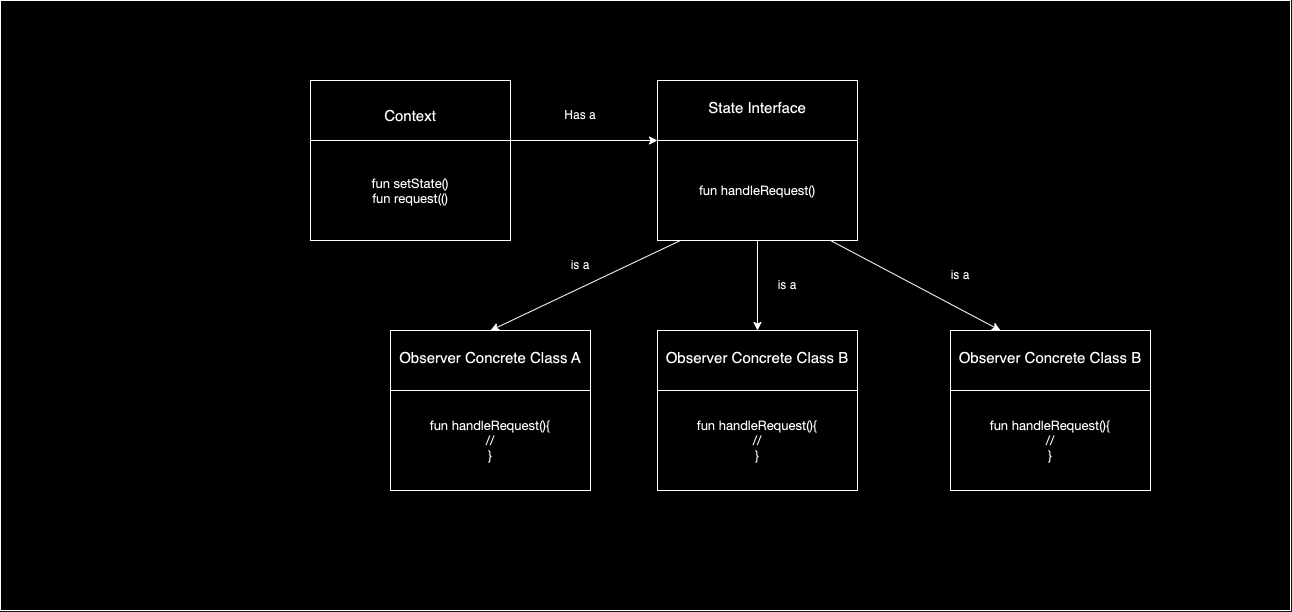 Context
Has a
State Interface
fun setState()
fun request(()
fun handleRequest()
is a
is a
is a
Observer Concrete Class A
Observer Concrete Class B
Observer Concrete Class B
fun handleRequest(){
//
}
fun handleRequest(){
//
}
fun handleRequest(){
//
}